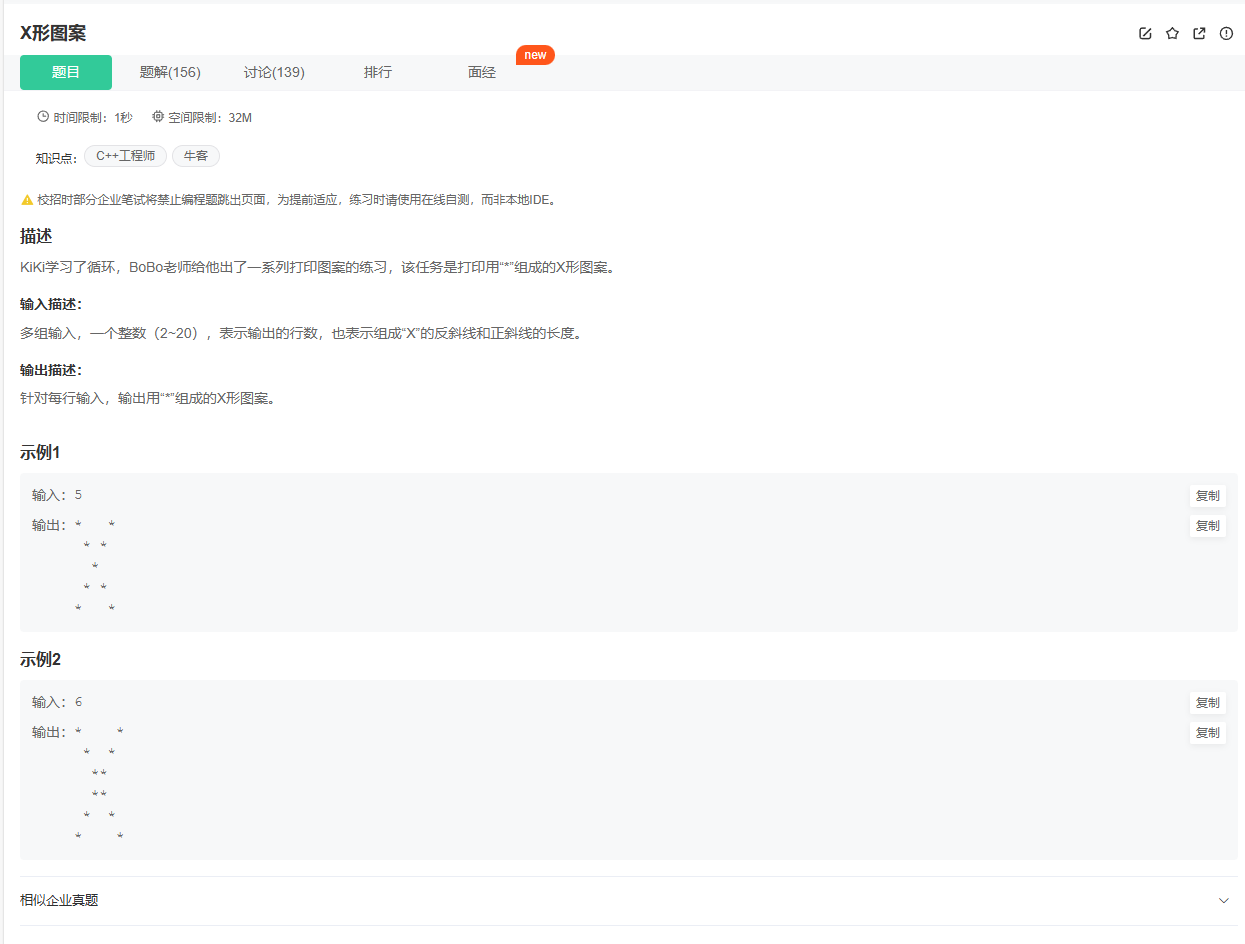 X形图案
new
题目 题解(156) 讨论(139) 排行 面经
时间限制：1秒 空间限制：32M
知识点： C++工程师 牛客
校招时部分企业笔试将禁止编程题跳出页面，为提前适应，练习时请使用在线自测，而非本地IDE。
描述
KiKi学习了循环，BoBo老师给他出了一系列打印图案的练习，该任务是打印用“*”组成的X形图案。
输入描述：
多组输入，一个整数（2~20），表示输出的行数，也表示组成“X”的反斜线和正斜线的长度。
输出描述：
针对每行输入，输出用“*”组成的X形图案。
示例1
输入：5 复制
输出：*   * 复制
 * *
  *
 * *
*   *
示例2
输入：6 复制
输出：*    * 复制
 *  *
  **
  **
 *  *
*    *
相似企业真题